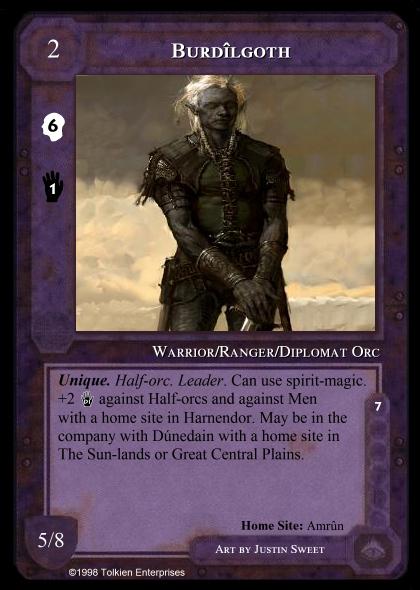 2
BURDÎLGOTH
6
1
WARRIOR/RANGER/DIPLOMAT ORC
Unique. Half-orc. Leader. Can use spirit-magic.
+2 against Half-orcs and against Men
with a home site in Harnendor. May be in the
company with Dúnedain with a home site in
The Sun-lands or Great Central Plains.
7
Home Site: Amrûn
5/8
ART BY JUSTIN SWEET
©1998 Tolkien Enterprises